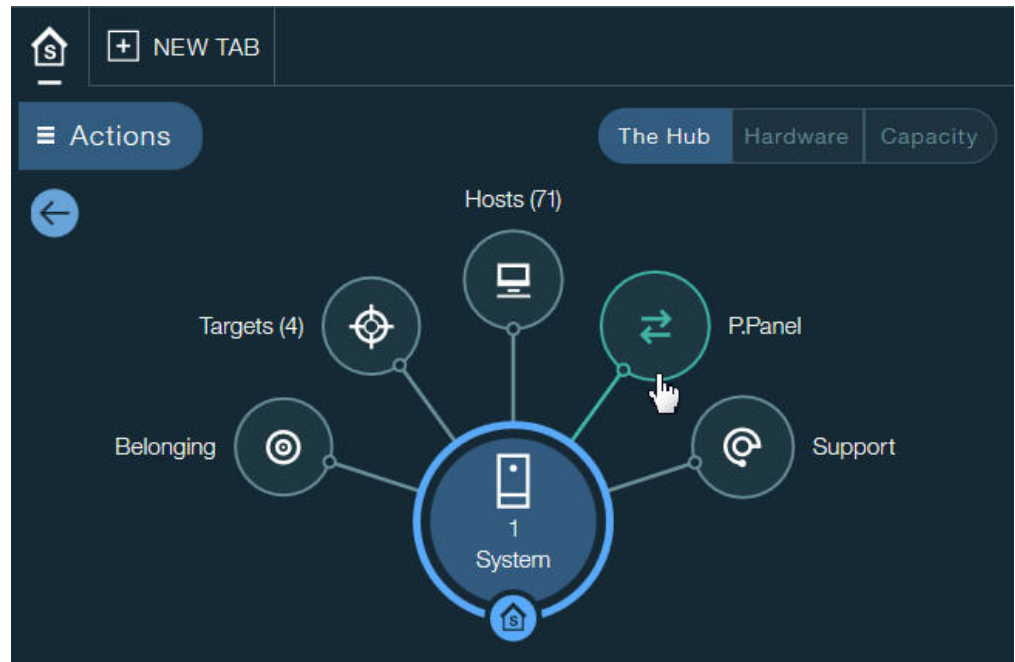 S
NEW TAB
Actions
The Hub Hardware Capacity
Hosts (71)
Targets (4)
P.Panel
Belonging
Support
1
System
S